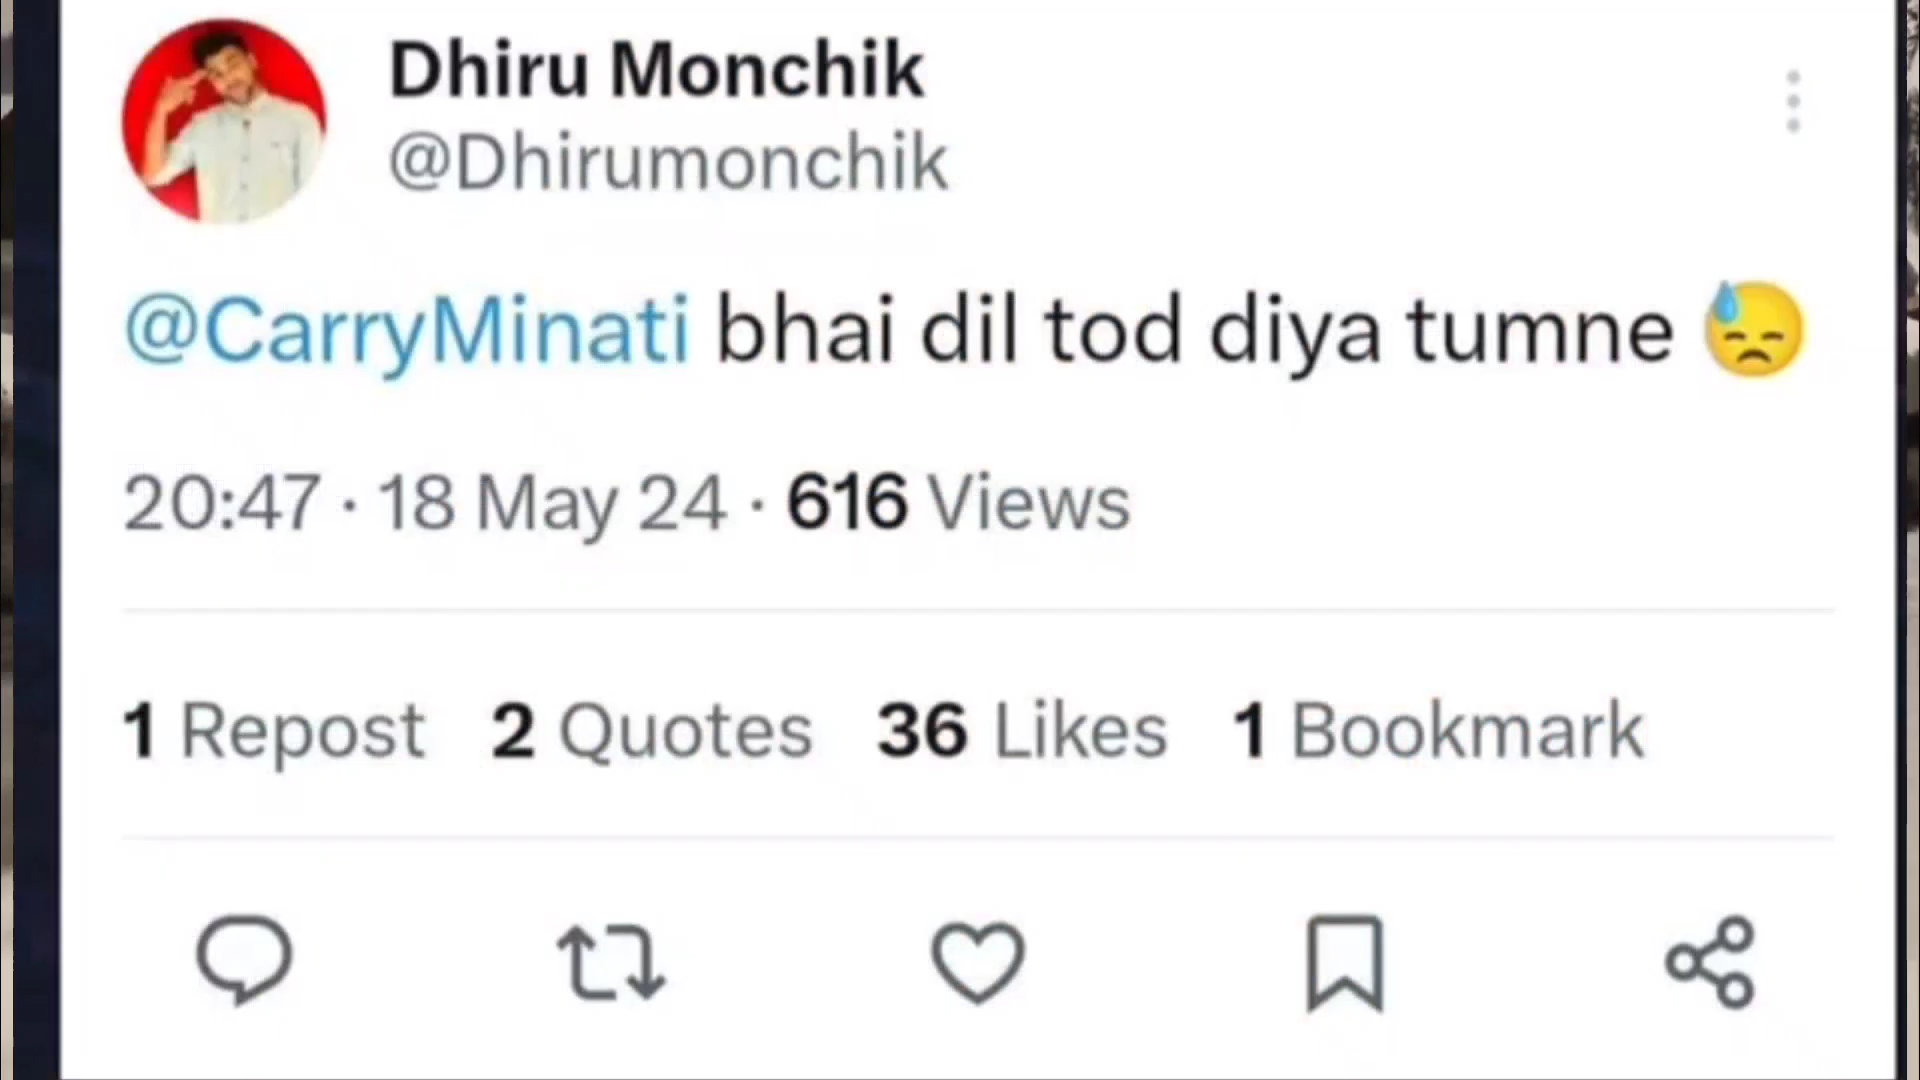 Dhiru Monchik
@Dhirumonchik
@CarryMinati bhai dil tod diya tumne 😓
20:47 · 18 May 24 · 616 Views
1 Repost 2 Quotes 36 Likes 1 Bookmark